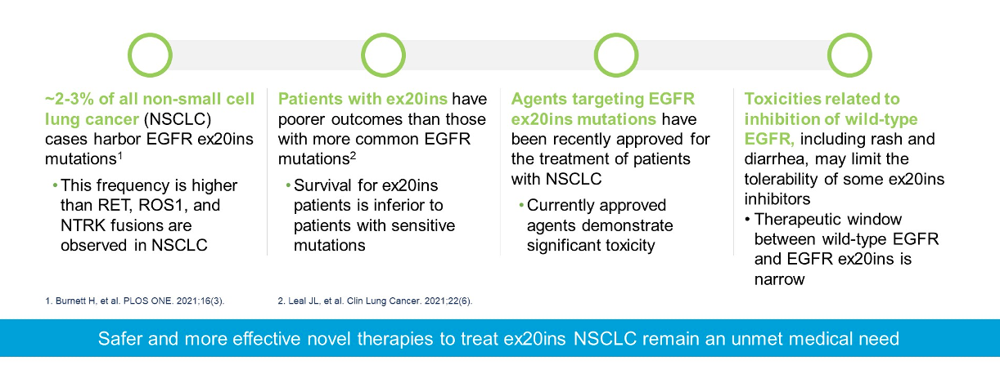 ~2-3% of all non-small cell
lung cancer (NSCLC)
cases harbor EGFR ex20ins
mutations1
• This frequency is higher
than RET, ROS1, and
NTRK fusions are
observed in NSCLC
Patients with ex20ins have
poorer outcomes than those
with more common EGFR
mutations2
• Survival for ex20ins
patients is inferior to
patients with sensitive
mutations
Agents targeting EGFR
ex20ins mutations have
been recently approved for
the treatment of patients
with NSCLC
• Currently approved
agents demonstrate
significant toxicity
Toxicities related to
inhibition of wild-type
EGFR, including rash and
diarrhea, may limit the
tolerability of some ex20ins
inhibitors
• Therapeutic window
between wild-type EGFR
and EGFR ex20ins is
narrow
1. Burnett H, et al. PLOS ONE. 2021;16(3).
2. Leal JL, et al. Clin Lung Cancer. 2021;22(6).
Safer and more effective novel therapies to treat ex20ins NSCLC remain an unmet medical need